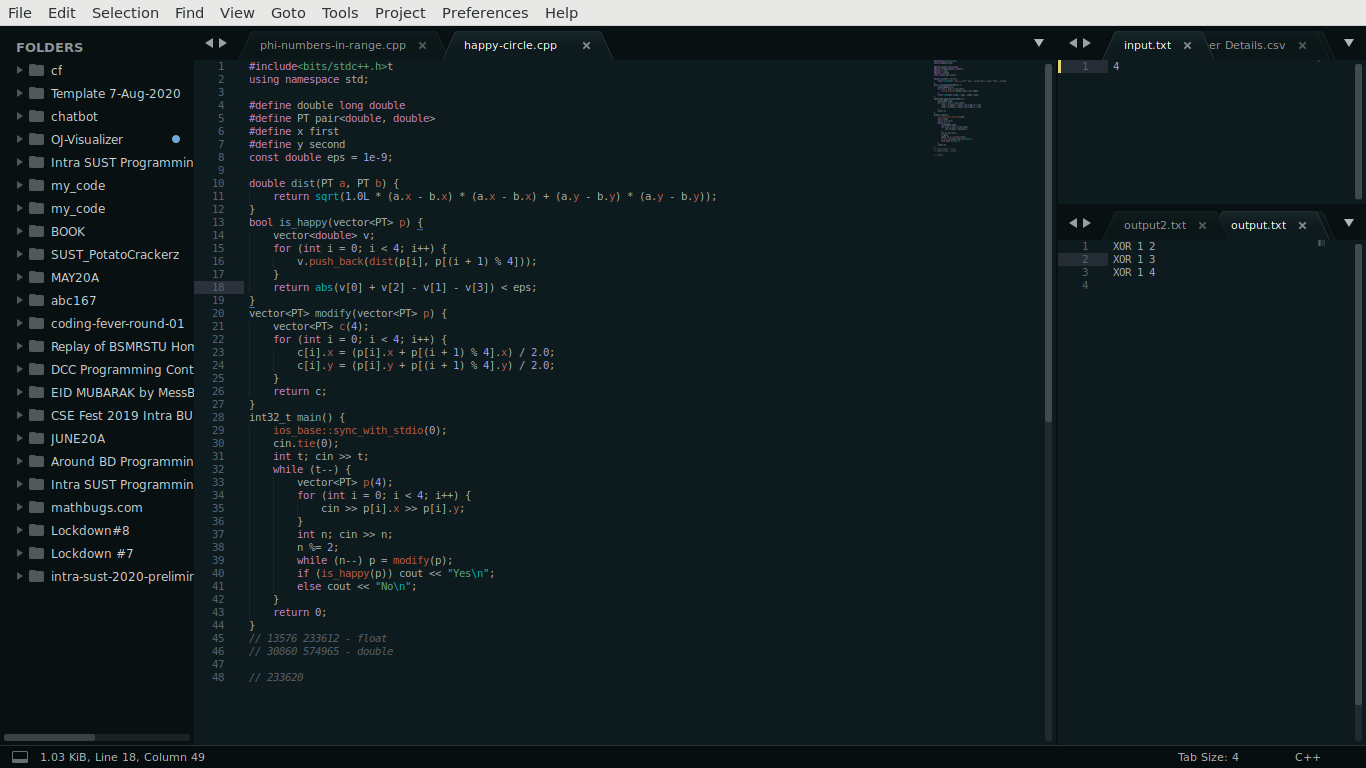 File Edit Selection Find View Goto Tools Project Preferences Help
FOLDERS
cf
Template 7-Aug-2020
chatbot
OJ-Visualizer
Intra SUST Programmin
my_code
my_code
BOOK
SUST_PotatoCrackerz
MAY20A
abc167
coding-fever-round-01
Replay of BSMRSTU Hom
DCC Programming Cont
EID MUBARAK by MessB
CSE Fest 2019 Intra BU
JUNE20A
Around BD Programmin
Intra SUST Programmin
mathbugs.com
Lockdown#8
Lockdown #7
intra-sust-2020-prelimir
phi-numbers-in-range.cpp happy-circle.cpp
1 #include<bits/stdc++.h>t
2 using namespace std;
3
4 #define double long double
5 #define PT pair<double, double>
6 #define x first
7 #define y second
8 const double eps = 1e-9;
9
10 double dist(PT a, PT b) {
11 return sqrt(1.0L * (a.x - b.x) * (a.x - b.x) + (a.y - b.y) * (a.y - b.y));
12 }
13 bool is_happy(vector<PT> p) {
14 vector<double> v;
15 for (int i = 0; i < 4; i++) {
16 v.push_back(dist(p[i], p[(i + 1) % 4]));
17 }
18 return abs(v[0] + v[2] - v[1] - v[3]) < eps;
19 }
20 vector<PT> modify(vector<PT> p) {
21 vector<PT> c(4);
22 for (int i = 0; i < 4; i++) {
23 c[i].x = (p[i].x + p[(i + 1) % 4].x) / 2.0;
24 c[i].y = (p[i].y + p[(i + 1) % 4].y) / 2.0;
25 }
26 return c;
27 }
28 int32_t main() {
29 ios_base::sync_with_stdio(0);
30 cin.tie(0);
31 int t; cin >> t;
32 while (t--) {
33 vector<PT> p(4);
34 for (int i = 0; i < 4; i++) {
35 cin >> p[i].x >> p[i].y;
36 }
37 int n; cin >> n;
38 n %= 2;
39 while (n--) p = modify(p);
40 if (is_happy(p)) cout << "Yes\n";
41 else cout << "No\n";
42 }
43 return 0;
44 }
45 // 13576 233612 - float
46 // 30860 574965 - double
47
48 // 233620
input.txt er Details.csv
1 4
output2.txt output.txt
1 XOR 1 2
2 XOR 1 3
3 XOR 1 4
4
1.03 KiB, Line 18, Column 49 Tab Size: 4 C++